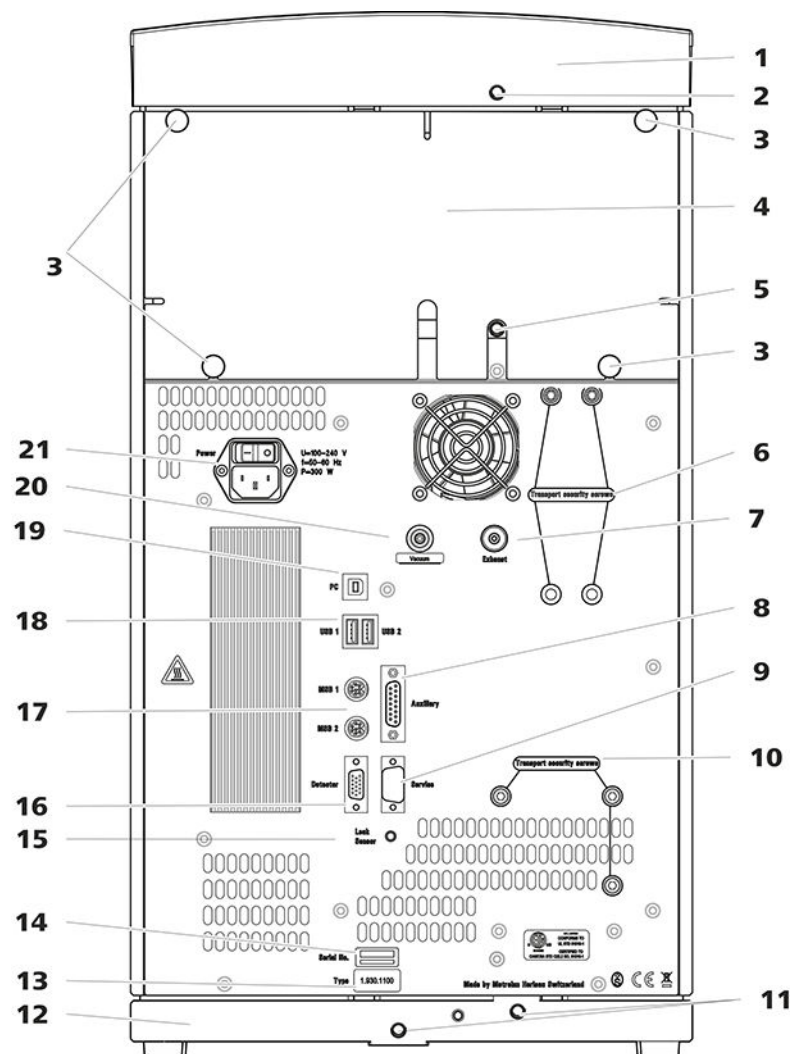 1
2
3
3
4
3
5
3
Power
U=100-240 V
f=50-60 Hz
P=300 W
21
6
Transport security screws
20
7
19
Vacuum
Exhaust
PC
18
8
USB 1
USB 2
9
MSB 1
17
Auxiliary
MSB 2
Transport security screws
10
Detector
Service
16
15
Leak
Sensor
14
Serial No.
13
Type
1.930.1100
Made by Metrohm Herisau Switzerland
CE
11
12